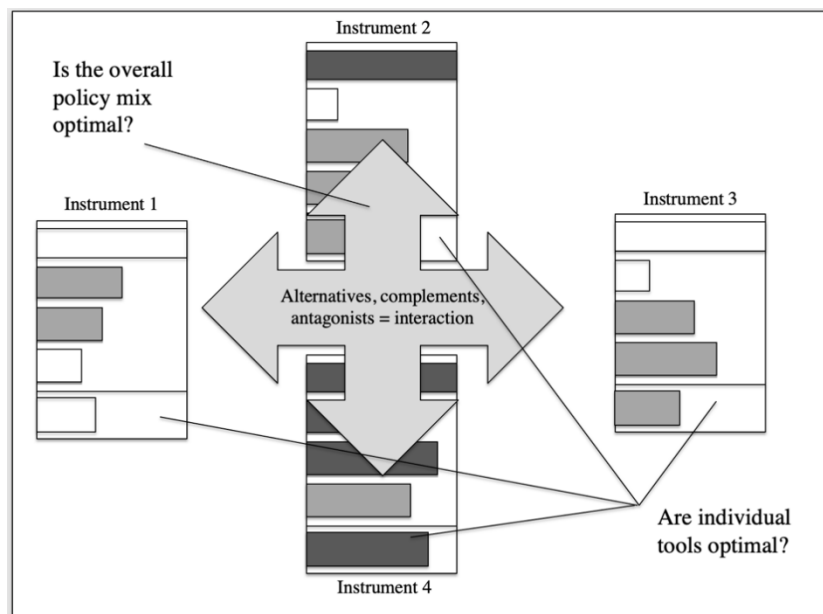 Instrument 2
Is the overall
policy mix
optimal?
Instrument 1
Instrument 3
Alternatives, complements,
antagonists = interaction
Are individual
tools optimal?
Instrument 4